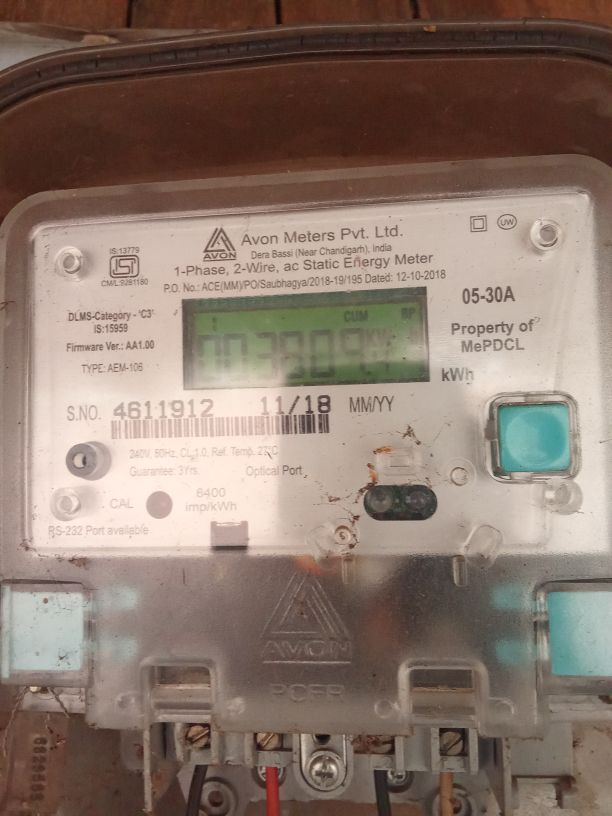 AVON
Avon Meters Pvt. Ltd.
Dera Bassi (Near Chandigarh), India
1-Phase, 2-Wire, ac Static Energy Meter
P.O. No.: ACE(MM)/PO/Saubhagya/2018-19/195 Dated: 12-10-2018
UW
IS:13779
CM/L:9281180
DLMS-Category - 'C3'
IS:15959
Firmware Ver.: AA1.00
TYPE: AEM-106
CUM
05-30A
Property of
MePDCL
kWh
S.NO. 4611912 11/18 MM/YY
240V, 50Hz, CL.1.0, Ref. Temp. 27°C
Guarantee: 3Yrs.
Optical Port
CAL
6400
imp/kWh
RS-232 Port available
AVON